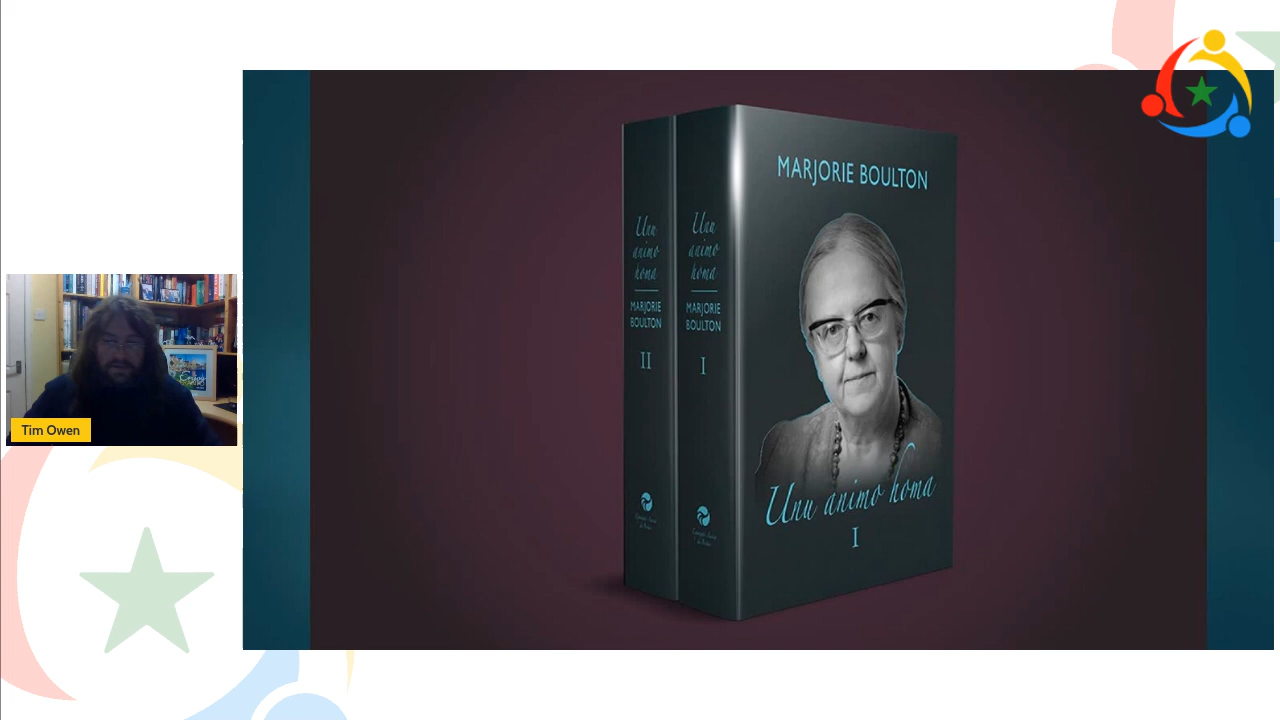 MARJORIE BOULTON
Unu animo homa
I
Unu
animo
homa
MARJORIE
BOULTON
I
Unu
animo
homa
MARJORIE
BOULTON
II
Tim Owen